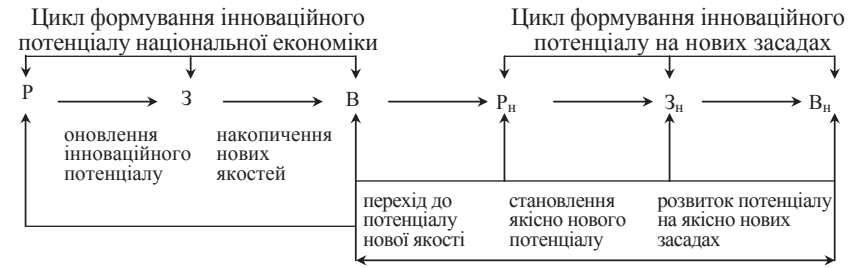 Цикл формування інноваційного
потенціалу національної економіки
Цикл формування інноваційного
потенціалу на нових засадах
Р
З
В
Рн
Зн
Вн
оновлення
інноваційного
потенціалу
накопичення
нових
якостей
перехід до
потенціалу
нової якості
становлення
якісно нового
потенціалу
розвиток потенціалу
на якісно нових
засадах